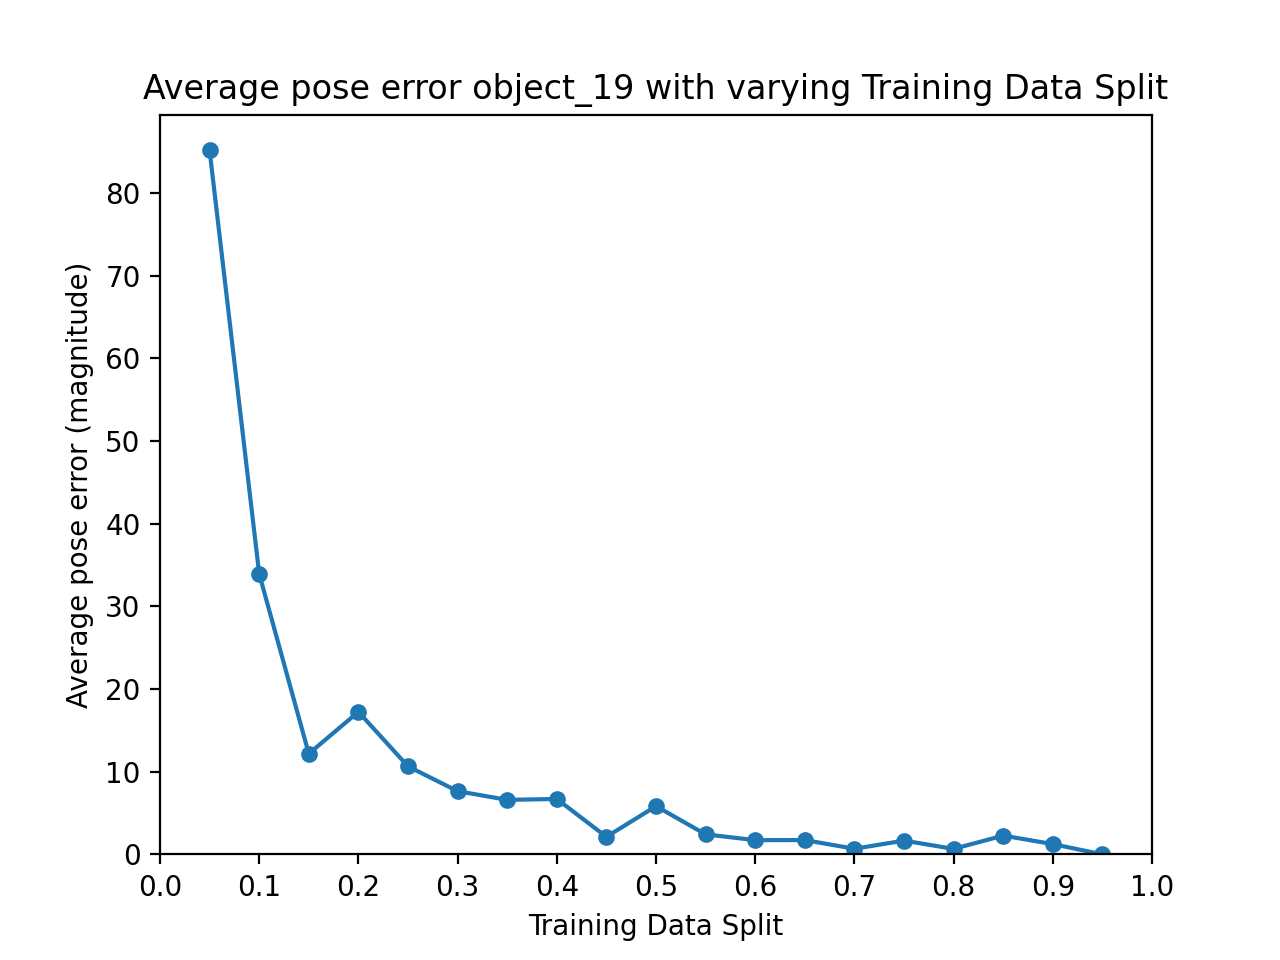 Average pose error object_19 with varying Training Data Split
Average pose error (magnitude)
80
70
60
50
40
30
20
10
0
0.0 0.1 0.2 0.3 0.4 0.5 0.6 0.7 0.8 0.9 1.0
Training Data Split